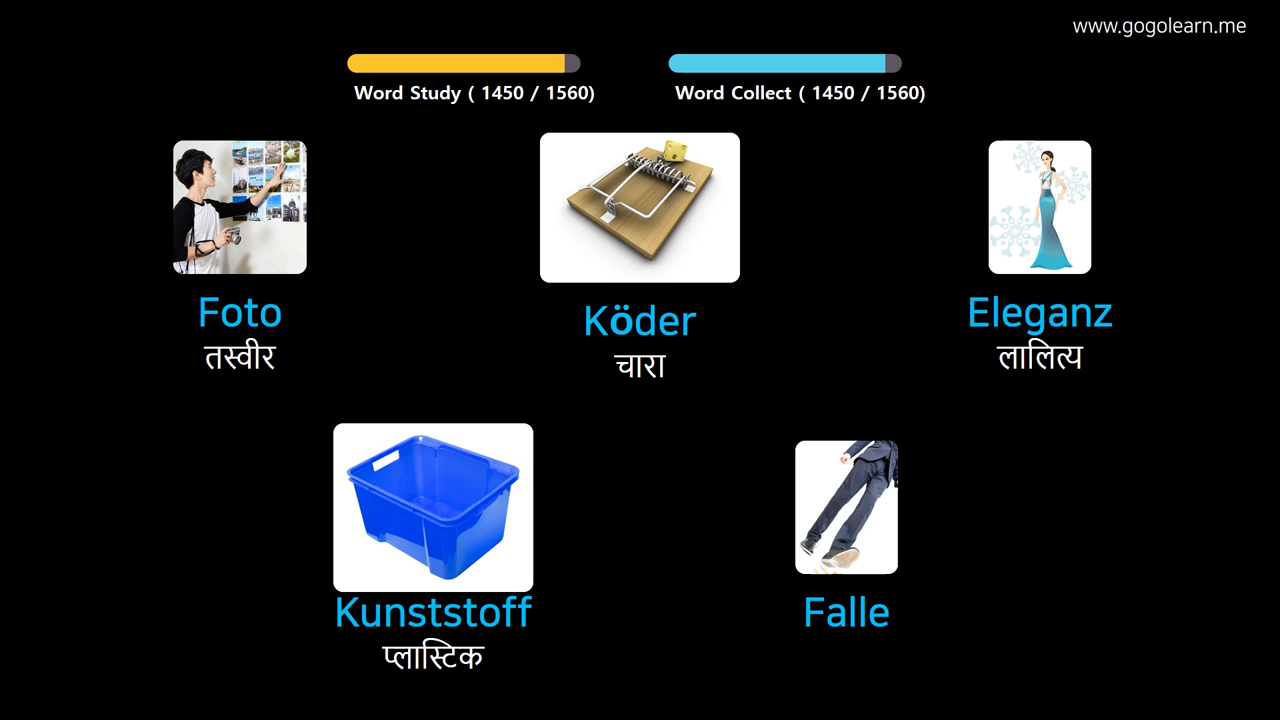 www.gogolearn.me
Word Study ( 1450 / 1560)
Word Collect ( 1450 / 1560)
Foto
तस्वीर
Köder
चारा
Eleganz
लालित्य
Kunststoff
प्लास्टिक
Falle